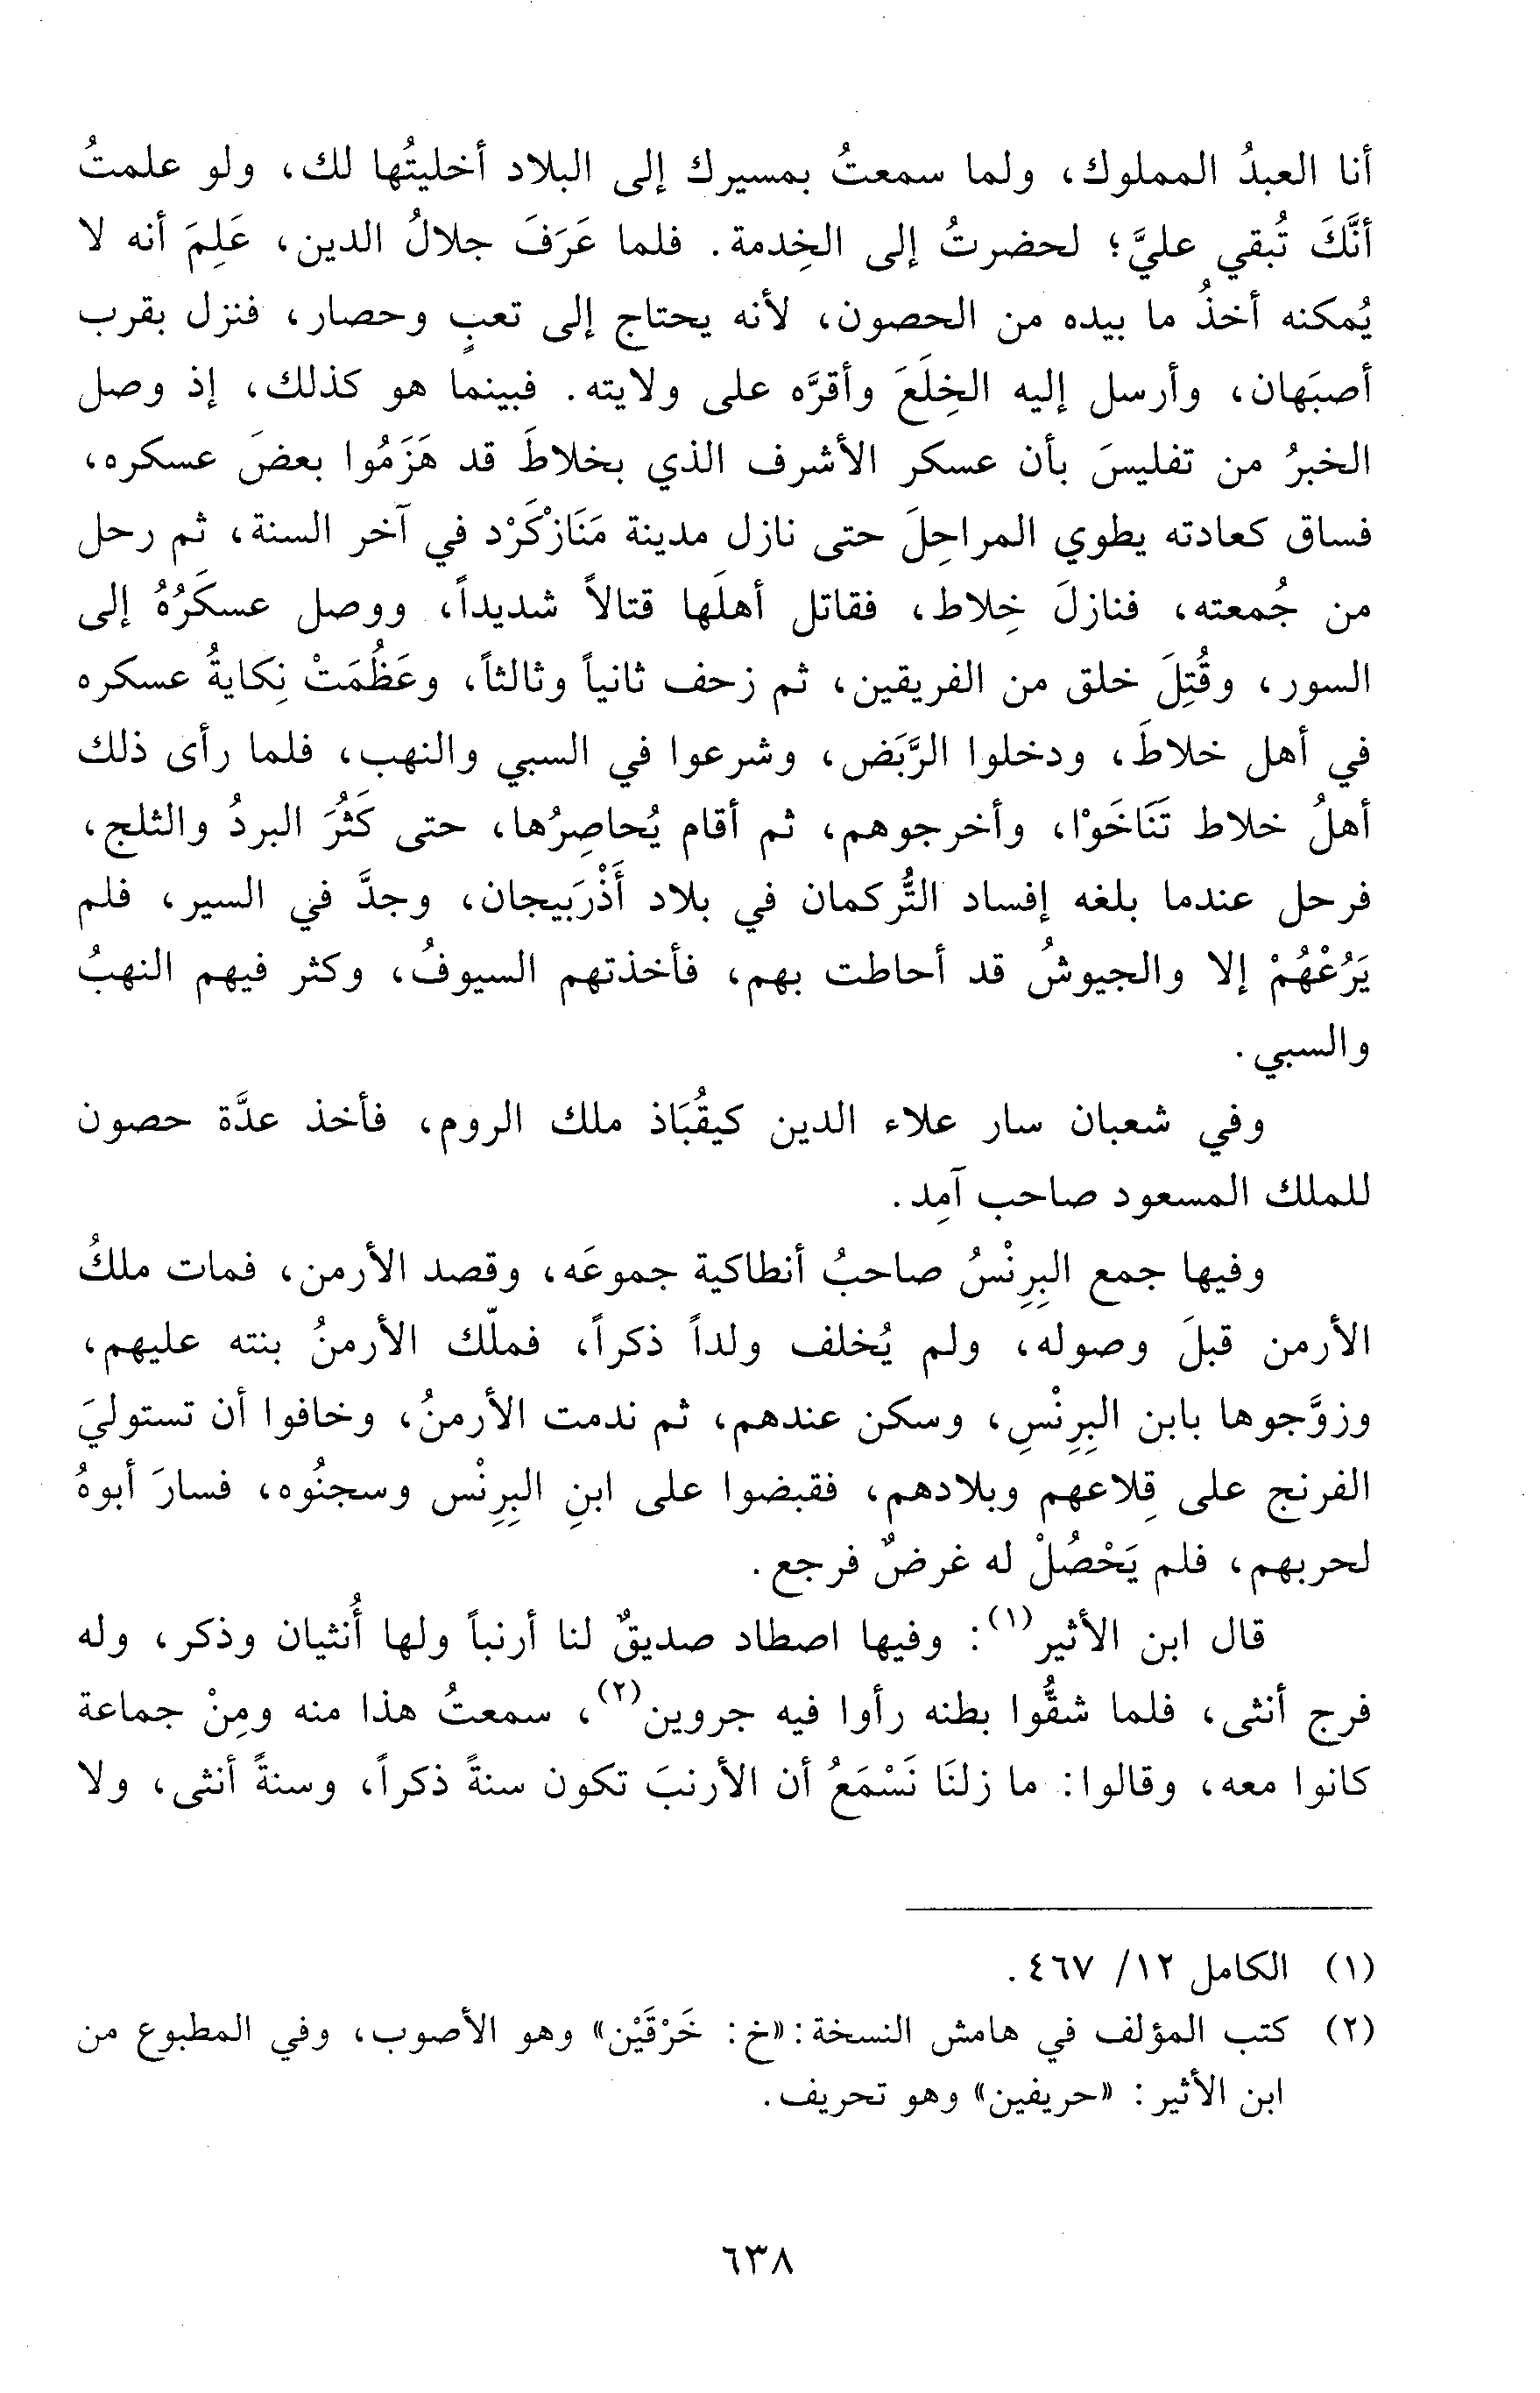 أنا العبدُ المملوك، ولما سمعتُ بمسيرك إلى البلاد أخليتُها لك، ولو علمتُ
أنَّكَ تُبقي عليَّ؛ لحضرتُ إلى الخِدمة. فلما عَرَفَ جلالُ الدين، عَلِمَ أنه لا
يُمكنه أخذُ ما بيده من الحصون، لأنه يحتاج إلى تعبٍ وحصار، فنزل بقرب
أصبَهان، وأرسل إليه الخِلَعَ وأقرَّه على ولايته. فبينما هو كذلك، إذ وصل
الخبرُ من تفليسَ بأن عسكر الأشرف الذي بخلاطَ قد هَزَمُوا بعضَ عسكره،
فساق كعادته يطوي المراحِلَ حتى نازل مدينة مَنَازْكَرْد في آخر السنة، ثم رحل
من جُمعته، فنازلَ خِلاط، فقاتل أهلَها قتالاً شديداً، ووصل عسكَرُهُ إلى
السور، وقُتِلَ خلق من الفريقين، ثم زحف ثانياً وثالثاً، وعَظُمَتْ نِكايةُ عسكره
في أهل خلاطَ، ودخلوا الرَّبَض، وشرعوا في السبي والنهب، فلما رأى ذلك
أهلُ خلاط تَنَاخَوْا، وأخرجوهم، ثم أقام يُحاصِرُها، حتى كَثُرَ البردُ والثلج،
فرحل عندما بلغه إفساد التُّركمان في بلاد أَذْرَبيجان، وجدَّ في السير، فلم
يَرُعْهُمْ إلا والجيوشُ قد أحاطت بهم، فأخذتهم السيوفُ، وكثر فيهم النهبُ
والسبي.
وفي شعبان سار علاء الدين كيقُبَاذ ملك الروم، فأخذ عدَّة حصون
للملك المسعود صاحب آمِد.
وفيها جمع البِرِنْسُ صاحبُ أنطاكية جموعَه، وقصد الأرمن، فمات ملكُ
الأرمن قبلَ وصوله، ولم يُخلف ولداً ذكراً، فملّك الأرمنُ بنته عليهم،
وزوَّجوها بابن البِرِنْسِ، وسكن عندهم، ثم ندمت الأرمنُ، وخافوا أن تستوليَ
الفرنج على قِلاعهم وبلادهم، فقبضوا على ابنِ البِرِنْس وسجنُوه، فسارَ أبوهُ
لحربهم، فلم يَحْصُلْ له غرضٌ فرجع.
قال ابن الأثير(١): وفيها اصطاد صديقٌ لنا أرنباً ولها أُنثيان وذكر، وله
فرج أنثى، فلما شقُّوا بطنه رأوا فيه جروين(٢)، سمعتُ هذا منه ومِنْ جماعة
كانوا معه، وقالوا: ما زلنَا نَسْمَعُ أن الأرنبَ تكون سنةً ذكراً، وسنةً أنثى، ولا
(١) الكامل ١٢/ ٤٦٧.
(٢) كتب المؤلف في هامش النسخة: «خ: خَرْقَيْن» وهو الأصوب، وفي المطبوع من
ابن الأثير: «حريفين» وهو تحريف.
٦٣٨